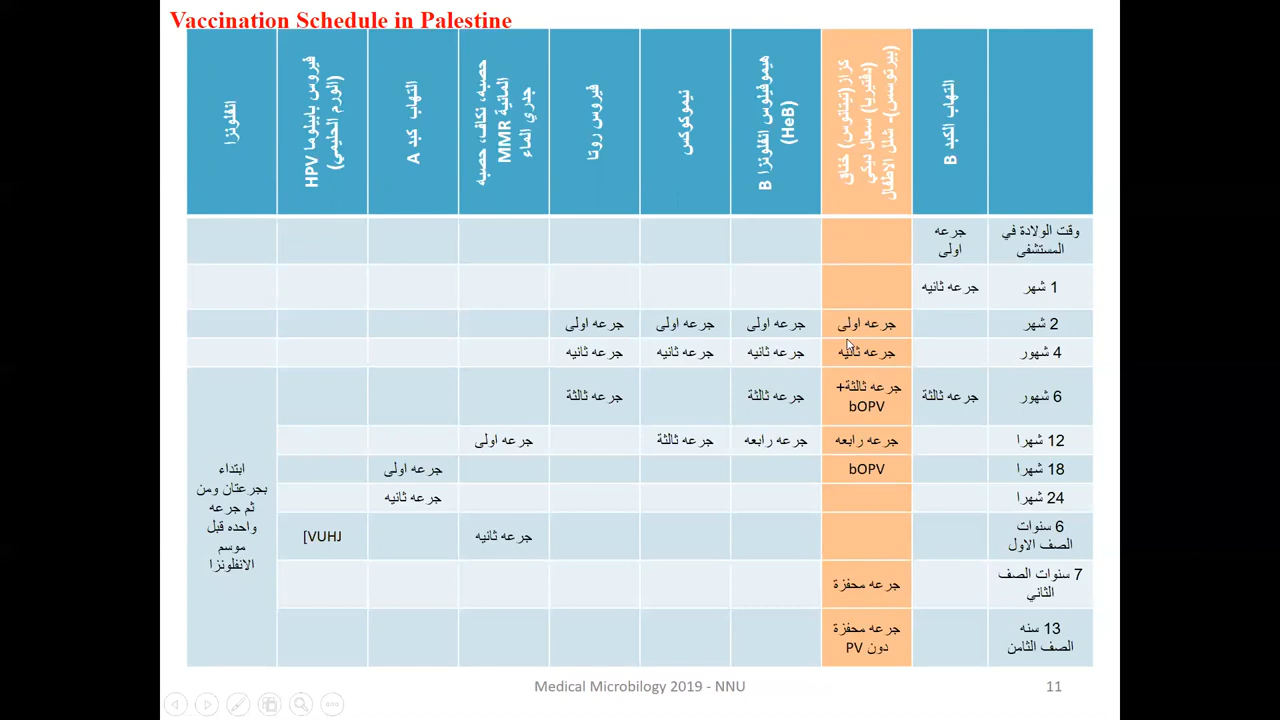 Vaccination Schedule in Palestine
التهاب الكبد B
كزاز(تيتانوس) خناق
(دفتيريا) سعال ديكي
(بيرتوسس)- شلل الاطفال
هيموفيلوس انفلونزا B
(HeB)
نيموكوكس
فيروس روتا
حصبه، نكاف، حصبه
المانية MMR
جدري الماء
التهاب كبد A
فيروس بابيلوما HPV
(الورم الحليمي)
انفلونزا
وقت الولادة في
المستشفى
جرعه
اولى
1 شهر
جرعه ثانيه
2 شهر
جرعه اولى
جرعه اولى
جرعه اولى
جرعه اولى
4 شهور
جرعه ثانيه
جرعه ثانيه
جرعه ثانيه
جرعه ثانيه
6 شهور
جرعه ثالثة
جرعه ثالثة+
bOPV
جرعه ثالثة
جرعه ثالثة
12 شهرا
جرعه رابعه
جرعه رابعه
جرعه ثالثة
جرعه اولى
18 شهرا
bOPV
جرعه اولى
24 شهرا
جرعه ثانيه
6 سنوات
الصف الاول
جرعه ثانيه
[VUHJ
7 سنوات الصف
الثاني
جرعه محفزة
13 سنه
الصف الثامن
جرعه محفزة
دون PV
ابتداء
بجرعتان ومن
ثم جرعه
واحده قبل
موسم
الانفلونزا
Medical Microbilogy 2019 - NNU
11